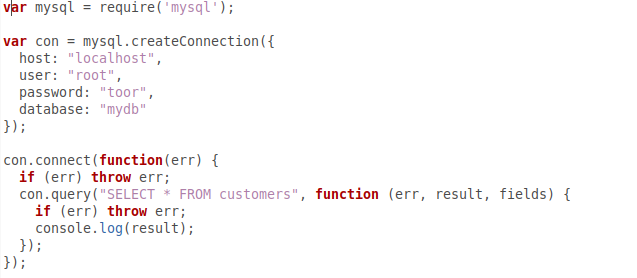 var mysql = require('mysql');

var con = mysql.createConnection({
  host: "localhost",
  user: "root",
  password: "toor",
  database: "mydb"
});

con.connect(function(err) {
  if (err) throw err;
  con.query("SELECT * FROM customers", function (err, result, fields) {
    if (err) throw err;
    console.log(result);
  });
});